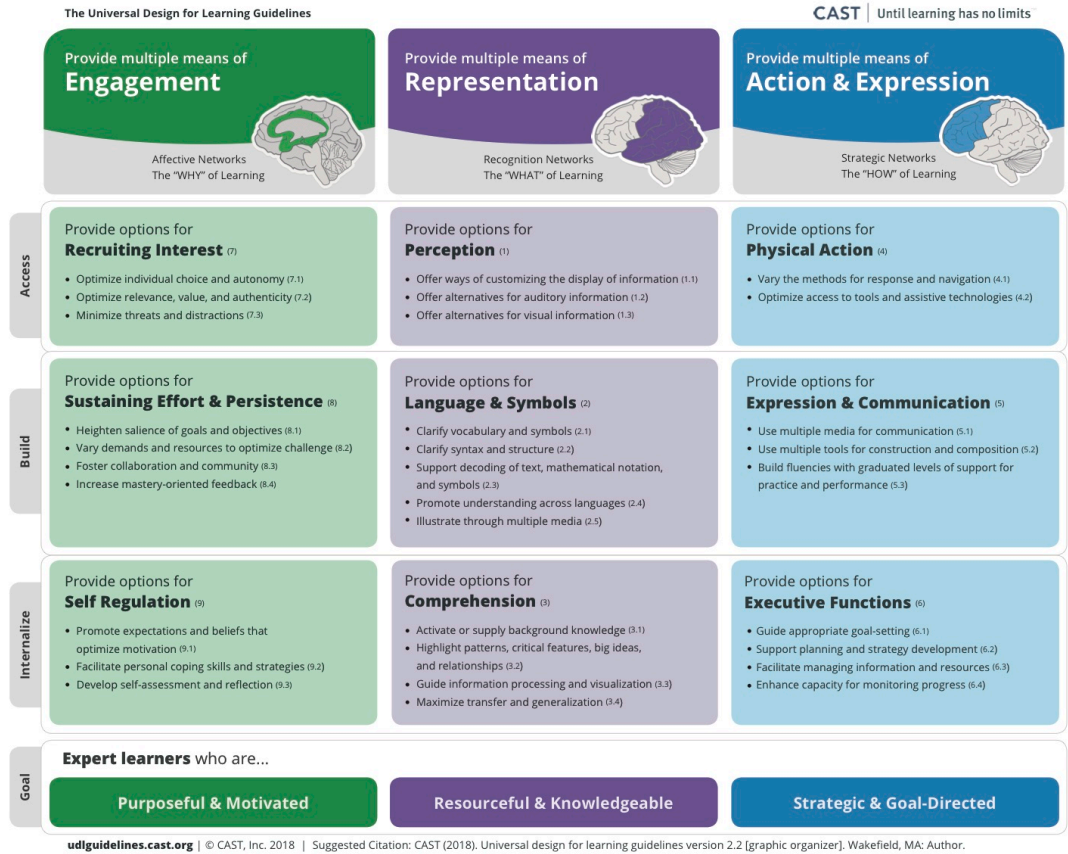 The Universal Design for Learning Guidelines
CAST | Until learning has no limits
Provide multiple means of
Engagement
Affective Networks
The “WHY” of Learning
Provide multiple means of
Representation
Recognition Networks
The “WHAT” of Learning
Provide multiple means of
Action & Expression
Strategic Networks
The “HOW” of Learning
Access
Provide options for
Recruiting Interest (7)
• Optimize individual choice and autonomy (7.1)
• Optimize relevance, value, and authenticity (7.2)
• Minimize threats and distractions (7.3)
Provide options for
Perception (1)
• Offer ways of customizing the display of information (1.1)
• Offer alternatives for auditory information (1.2)
• Offer alternatives for visual information (1.3)
Provide options for
Physical Action (4)
• Vary the methods for response and navigation (4.1)
• Optimize access to tools and assistive technologies (4.2)
Build
Provide options for
Sustaining Effort & Persistence (8)
• Heighten salience of goals and objectives (8.1)
• Vary demands and resources to optimize challenge (8.2)
• Foster collaboration and community (8.3)
• Increase mastery-oriented feedback (8.4)
Provide options for
Language & Symbols (2)
• Clarify vocabulary and symbols (2.1)
• Clarify syntax and structure (2.2)
• Support decoding of text, mathematical notation,
and symbols (2.3)
• Promote understanding across languages (2.4)
• Illustrate through multiple media (2.5)
Provide options for
Expression & Communication (5)
• Use multiple media for communication (5.1)
• Use multiple tools for construction and composition (5.2)
• Build fluencies with graduated levels of support for
practice and performance (5.3)
Internalize
Provide options for
Self Regulation (9)
• Promote expectations and beliefs that
optimize motivation (9.1)
• Facilitate personal coping skills and strategies (9.2)
• Develop self-assessment and reflection (9.3)
Provide options for
Comprehension (3)
• Activate or supply background knowledge (3.1)
• Highlight patterns, critical features, big ideas,
and relationships (3.2)
• Guide information processing and visualization (3.3)
• Maximize transfer and generalization (3.4)
Provide options for
Executive Functions (6)
• Guide appropriate goal-setting (6.1)
• Support planning and strategy development (6.2)
• Facilitate managing information and resources (6.3)
• Enhance capacity for monitoring progress (6.4)
Goal
Expert learners who are...
Purposeful & Motivated
Resourceful & Knowledgeable
Strategic & Goal-Directed
udlguidelines.cast.org | © CAST, Inc. 2018 | Suggested Citation: CAST (2018). Universal design for learning guidelines version 2.2 [graphic organizer]. Wakefield, MA: Author.